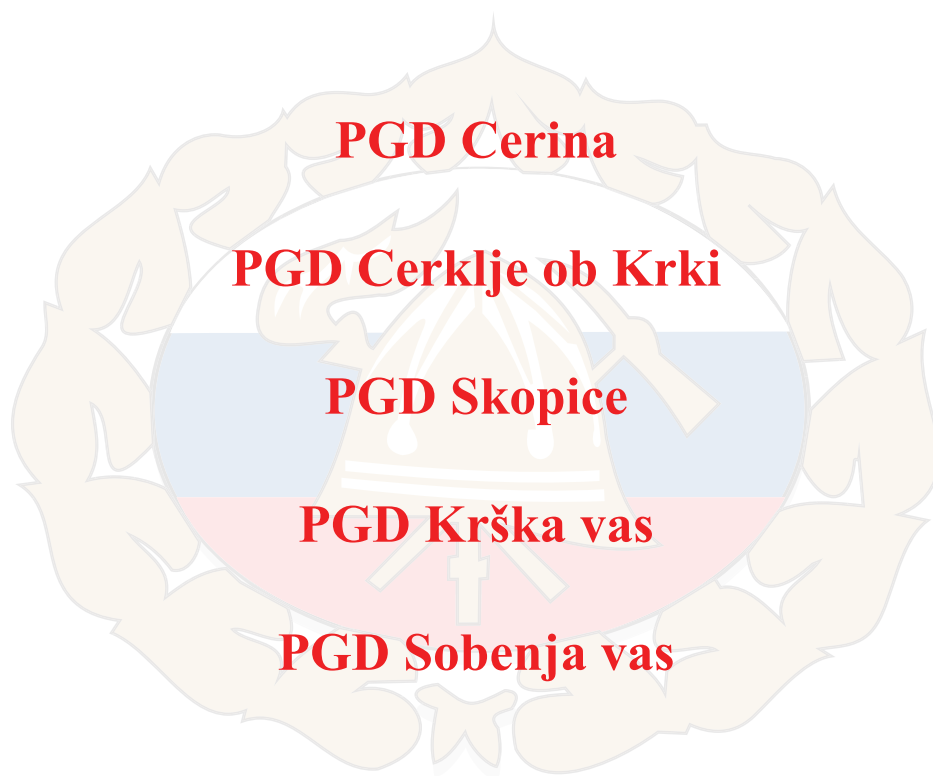 PGD Cerina
PGD Cerklje ob Krki
PGD Skopice
PGD Krška vas
PGD Sobenja vas